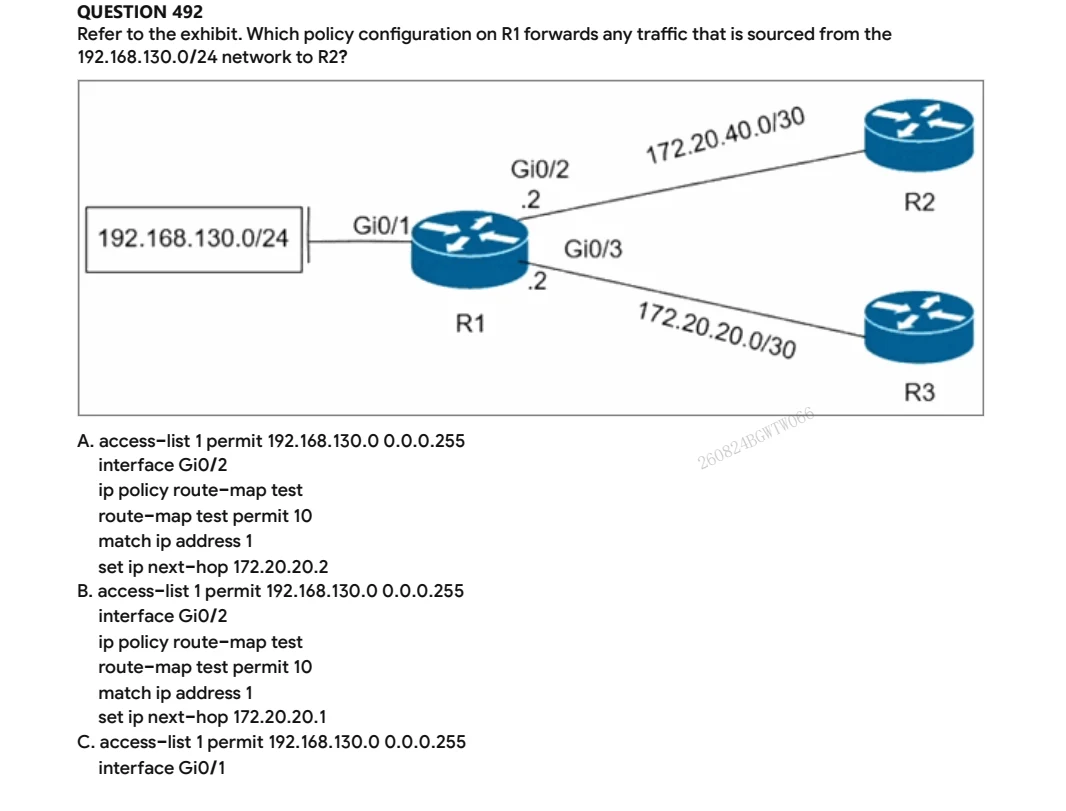 QUESTION 492
Refer to the exhibit. Which policy configuration on R1 forwards any traffic that is sourced from the
192.168.130.0/24 network to R2?
172.20.40.0/30
Gi0/2
.2
R2
192.168.130.0/24
Gi0/1
Gi0/3
.2
R1
172.20.20.0/30
R3
260824BGWTW066
A. access-list 1 permit 192.168.130.0 0.0.0.255
interface Gi0/2
ip policy route-map test
route-map test permit 10
match ip address 1
set ip next-hop 172.20.20.2
B. access-list 1 permit 192.168.130.0 0.0.0.255
interface Gi0/2
ip policy route-map test
route-map test permit 10
match ip address 1
set ip next-hop 172.20.20.1
C. access-list 1 permit 192.168.130.0 0.0.0.255
interface Gi0/1